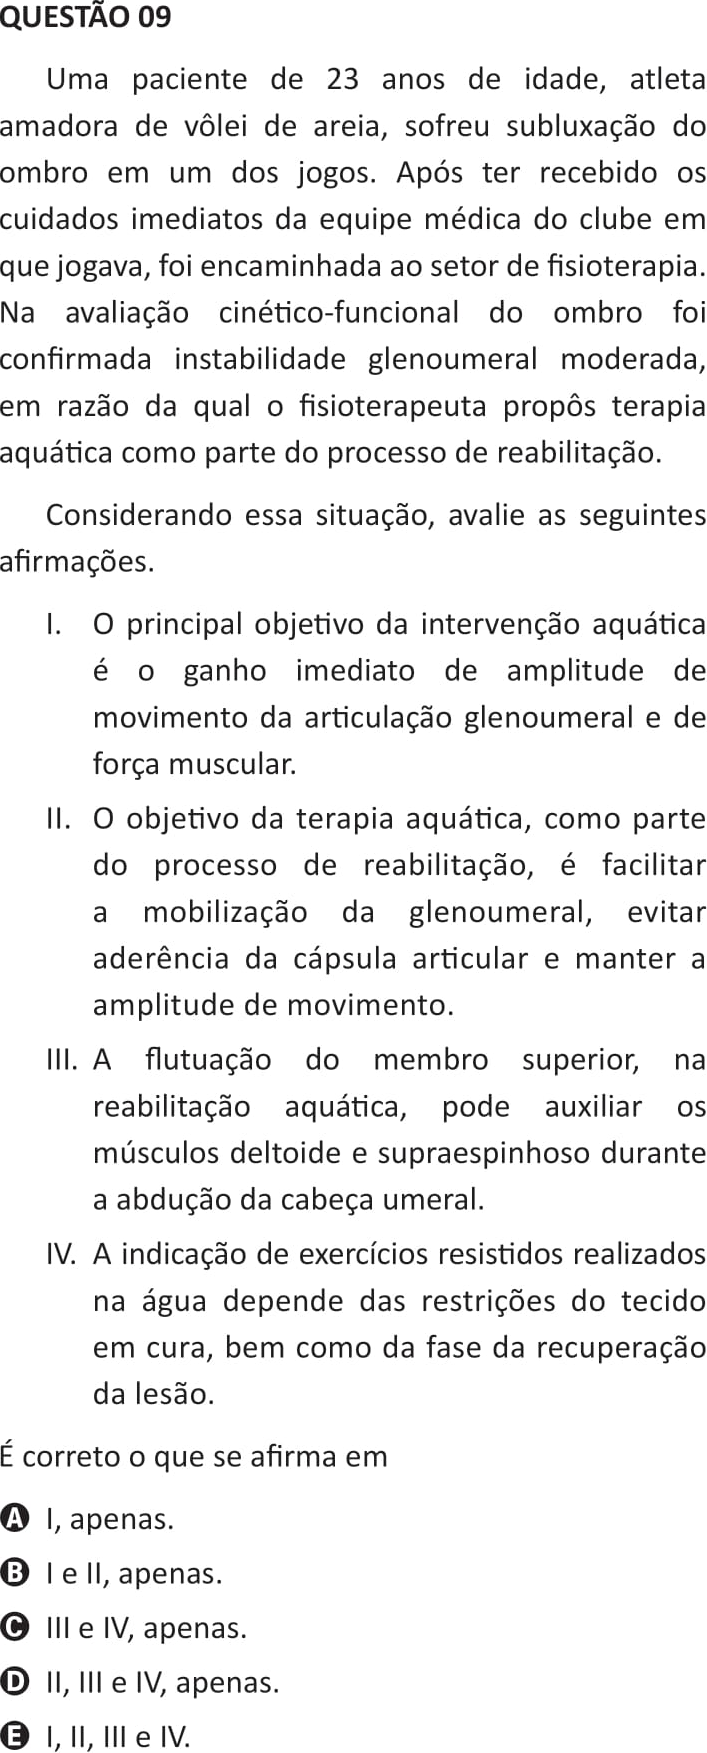 QUESTÃO 09
Uma paciente de 23 anos de idade, atleta
amadora de vôlei de areia, sofreu subluxação do
ombro em um dos jogos. Após ter recebido os
cuidados imediatos da equipe médica do clube em
que jogava, foi encaminhada ao setor de fisioterapia.
Na avaliação cinético-funcional do ombro foi
confirmada instabilidade glenoumeral moderada,
em razão da qual o fisioterapeuta propôs terapia
aquática como parte do processo de reabilitação.
Considerando essa situação, avalie as seguintes
afirmações.
I. O principal objetivo da intervenção aquática
é o ganho imediato de amplitude de
movimento da articulação glenoumeral e de
força muscular.
II. O objetivo da terapia aquática, como parte
do processo de reabilitação, é facilitar
a mobilização da glenoumeral, evitar
aderência da cápsula articular e manter a
amplitude de movimento.
III. A flutuação do membro superior, na
reabilitação aquática, pode auxiliar os
músculos deltoide e supraespinhoso durante
a abdução da cabeça umeral.
IV. A indicação de exercícios resistidos realizados
na água depende das restrições do tecido
em cura, bem como da fase da recuperação
da lesão.
É correto o que se afirma em
A I, apenas.
B I e II, apenas.
C III e IV, apenas.
D II, III e IV, apenas.
E I, II, III e IV.